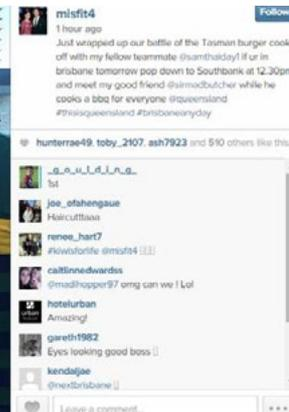 misfit4
Follow
1 hour ago
Just wrapped up our battle of the Tasman burger cook
off with my fellow teammate @samthaiday1 if ur in
brisbane tomorrow pop down to Southbank at 12.30pm
and meet my good friend @sirmadbutcher while he
cooks a bbq for everyone @queensland
#thisisqueensland #brisbaneanyday
hunterrae49, toby_2107, ash7923 and 510 others like this
_g_o_u_l_d_i_n_g_
1st
joe_ofahengaue
Haircutttaaa
renee_hart7
#kiwisforlife @misfit4
caitlinnedwardss
@madihopper97 omg can we ! Lol
urban
hotelurban
Amazing!
gareth1982
Eyes looking good boss
kendaljae
@nextbrisbane
Leave a comment...